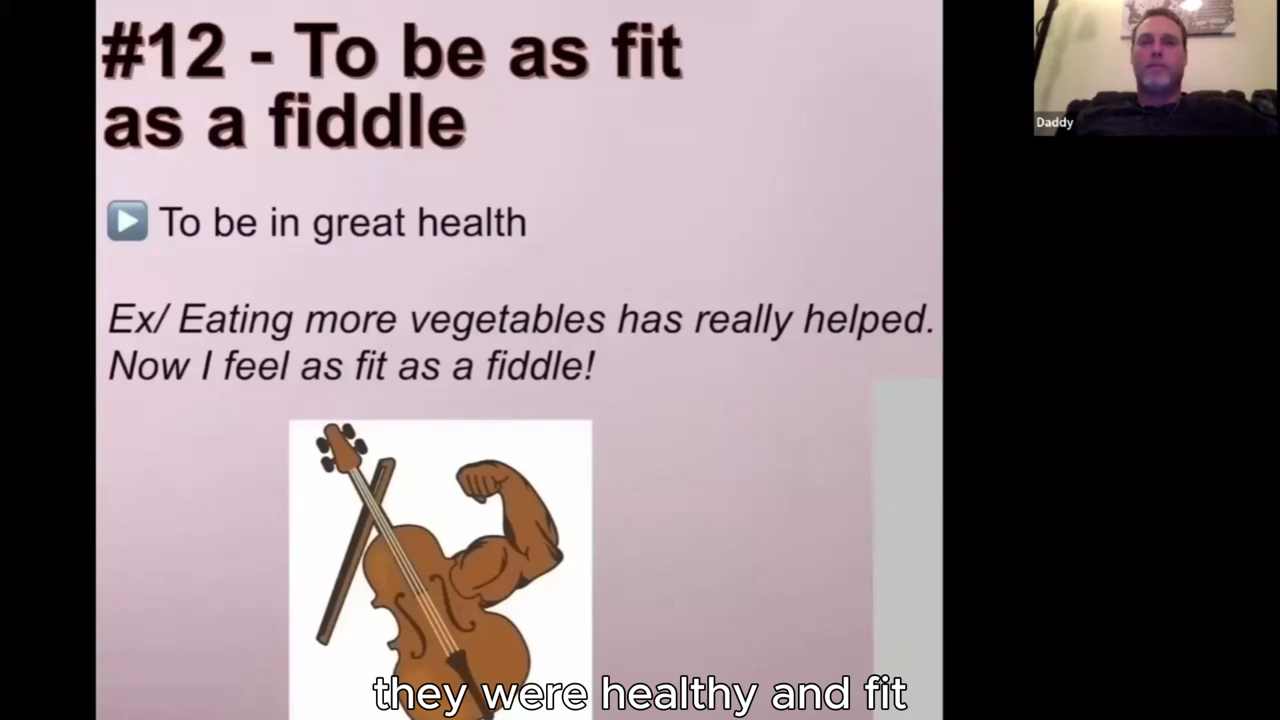 #12 - To be as fit
as a fiddle
Daddy
▶ To be in great health
Ex/ Eating more vegetables has really helped.
Now I feel as fit as a fiddle!
they were healthy and fit